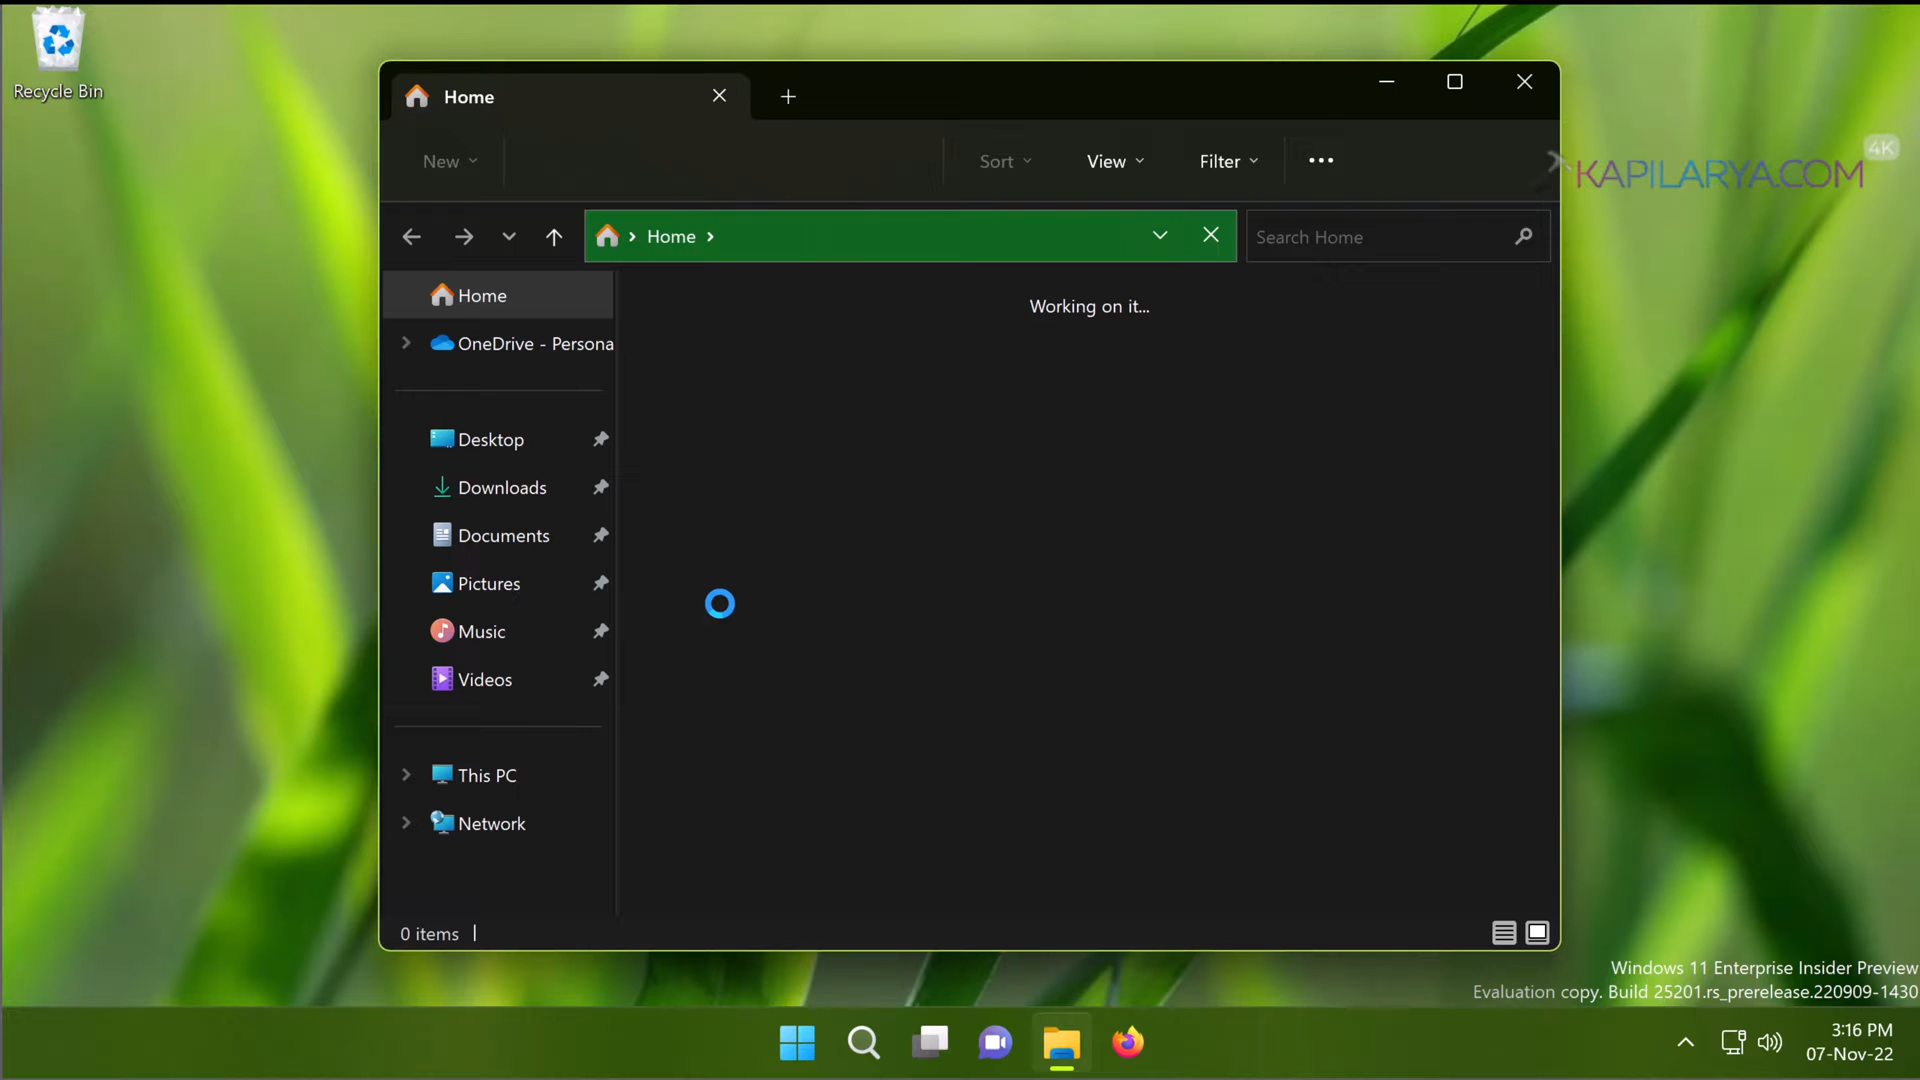 Recycle Bin
Home
New
Sort
View
Filter
4K
KAPILARYA.COM
Home
Search Home
Home
OneDrive - Persona
Working on it...
Desktop
Downloads
Documents
Pictures
Music
Videos
This PC
Network
0 items
Windows 11 Enterprise Insider Preview
Evaluation copy. Build 25201.rs_prerelease.220909-1430
3:16 PM
07-Nov-22